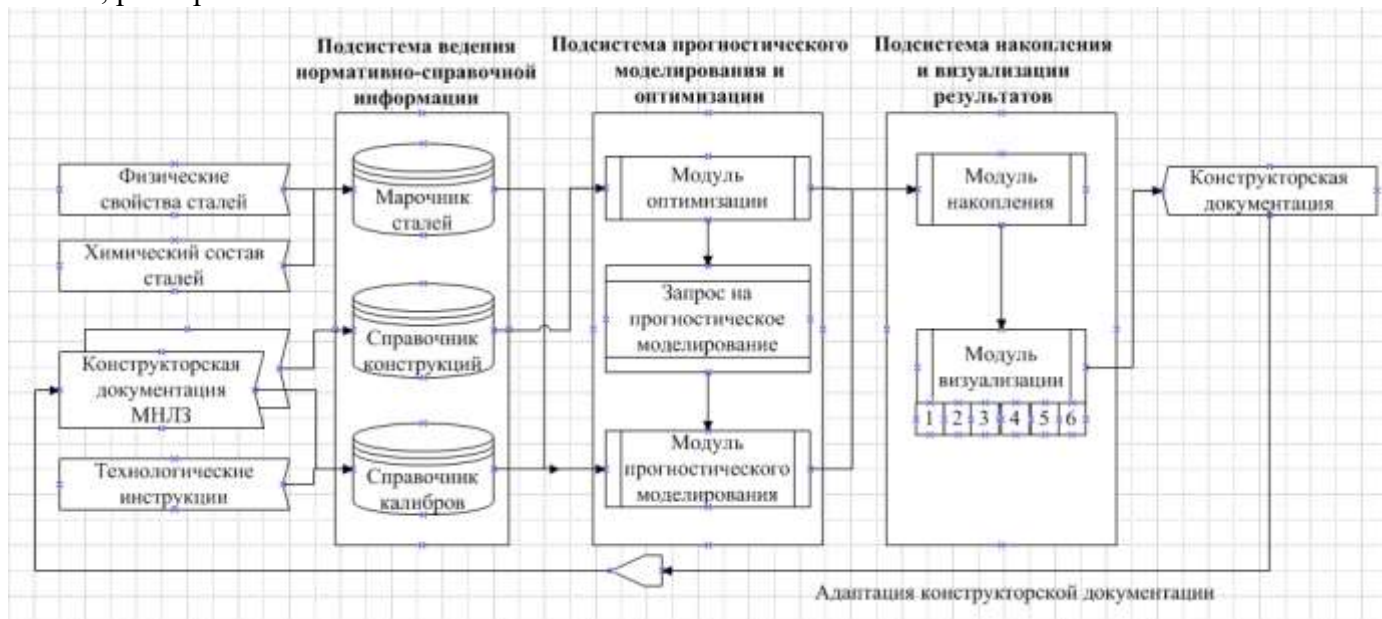 Подсистема ведения
нормативно-справочной
информации
Подсистема прогностического
моделирования и
оптимизации
Подсистема накопления
и визуализации
результатов
Физические
свойства сталей
Химический состав
сталей
Конструкторская
документация
МНЛЗ
Технологические
инструкции
Марочник
сталей
Справочник
конструкций
Справочник
калибров
Модуль
оптимизации
Запрос на
прогностическое
моделирование
Модуль
прогностического
моделирования
Модуль
накопления
Модуль
визуализации
1 2 3 4 5 6
Конструкторская
документация
Адаптация конструкторской документации